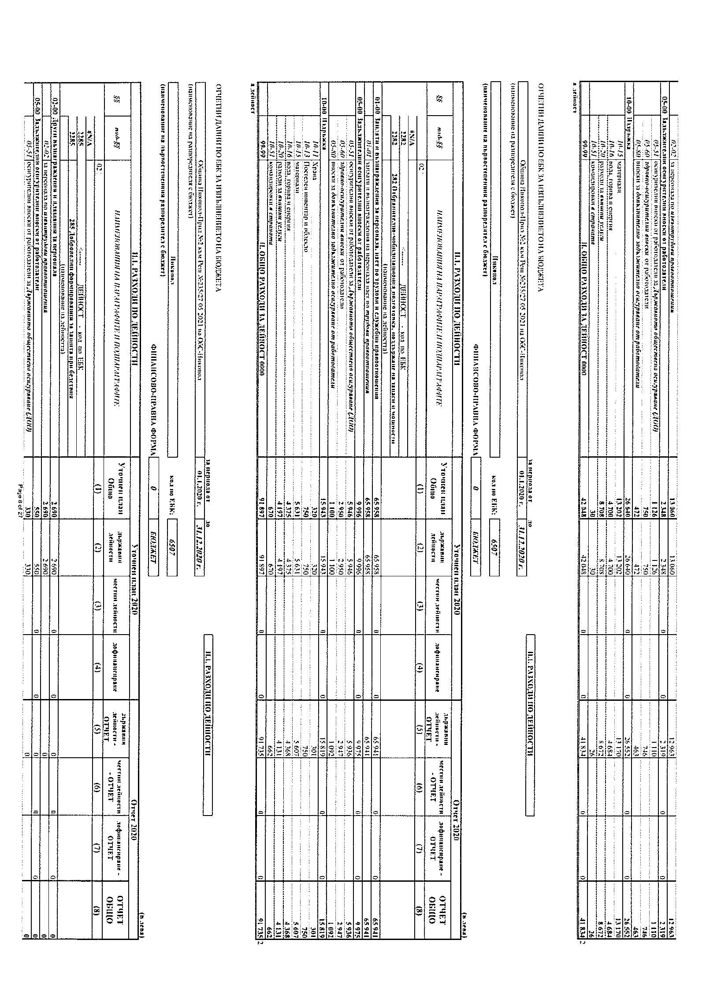 02-02 за персонала по извънтрудови правоотношения 13 060 13 060 12 963 12 963
05-00 Задължителни осигурителни вноски от работодатели 2 348 2 348 0 0 2 319 0 0 2 319
05-51 осигурителни вноски от работодатели за Държавното обществено осигуряване (ДОО) 1 126 1 126 1 110 1 110
05-60 здравно-осигурителни вноски от работодатели 750 750 746 746
05-80 вноски за допълнително задължително осигуряване от работодатели 472 472 463 463
10-00 Издръжка 26 640 26 640 0 0 26 552 0 0 26 552
10-15 материали 13 202 13 202 13 170 13 170
10-16 вода, горива и енергия 4 700 4 700 4 684 4 684
10-20 разходи за външни услуги 8 708 8 708 8 672 8 672
10-51 командировки в страната 30 30 26 26
99-99 II. ОБЩО РАЗХОДИ ЗА ДЕЙНОСТ 0000 42 048 42 048 0 0 41 834 0 0 41 834 2
а дейност
ОТЧЕТНИ ДАННИ ПО ЕБК ЗА ИЗПЪЛНЕНИЕТО НА БЮДЖЕТА
за периода от до II.1. РАЗХОДИ ПО ДЕЙНОСТИ
Община Никопол-Прил №2 към Реш №235/27.05 2021 на ОбС-Никопол 01.1.2020 г. 31.12.2020 г.
(наименование на разпоредителя с бюджет)
Никопол код по ЕБК: 6507
(наименование на първостепенния разпоредител с бюджет)
ФИНАНСОВО-ПРАВНА ФОРМА 0 БЮДЖЕТ
(в лева)
II.1. РАЗХОДИ ПО ДЕЙНОСТИ Уточнен план 2020 Отчет 2020
§§ под-§§ НАИМЕНОВАНИЯ НА ПАРАГРАФИТЕ И ПОДПАРАГРАФИТЕ Уточнен план Общо държавни дейности местни дейности дофинансиране държавни дейности - ОТЧЕТ местни дейности - ОТЧЕТ дофинансиране - ОТЧЕТ ОТЧЕТ ОБЩО
02 (1) (2) (3) (4) (5) (6) (7) (8)
#N/A
2282 <----- ДЕЙНОСТ - код по ЕБК
2282 282 Отбранително-мобилизационна подготовка, поддържане на запаси и мощности
(наименование на дейността)
01-00 Заплати и възнаграждения за персонала, нает по трудови и служебни правоотношения 65 958 65 958 0 0 65 941 0 0 65 941
01-01 заплати и възнаграждения на персонала нает по трудови правоотношения 65 958 65 958 65 941 65 941
05-00 Задължителни осигурителни вноски от работодатели 9 996 9 996 0 0 9 975 0 0 9 975
05-51 осигурителни вноски от работодатели за Държавното обществено осигуряване (ДОО) 5 946 5 946 5 936 5 936
05-60 здравно-осигурителни вноски от работодатели 2 950 2 950 2 947 2 947
05-80 вноски за допълнително задължително осигуряване от работодатели 1 100 1 100 1 092 1 092
10-00 Издръжка 15 943 15 943 0 0 15 819 0 0 15 819
10-11 Храна 320 320 301 301
10-13 Постелен инвентар и облекло 750 750 750 750
10-15 материали 5 631 5 631 5 607 5 607
10-16 вода, горива и енергия 4 375 4 375 4 368 4 368
10-20 разходи за външни услуги 4 197 4 197 4 131 4 131
10-51 командировки в страната 670 670 662 662
99-99 II. ОБЩО РАЗХОДИ ЗА ДЕЙНОСТ 0000 91 897 91 897 0 0 91 735 0 0 91 735 2
а дейност
ОТЧЕТНИ ДАННИ ПО ЕБК ЗА ИЗПЪЛНЕНИЕТО НА БЮДЖЕТА
за периода от до II.1. РАЗХОДИ ПО ДЕЙНОСТИ
Община Никопол-Прил №2 към Реш №235/27.05 2021 на ОбС-Никопол 01.1.2020 г. 31.12.2020 г.
(наименование на разпоредителя с бюджет)
Никопол код по ЕБК: 6507
(наименование на първостепенния разпоредител с бюджет)
ФИНАНСОВО-ПРАВНА ФОРМА 0 БЮДЖЕТ
(в лева)
II.1. РАЗХОДИ ПО ДЕЙНОСТИ Уточнен план 2020 Отчет 2020
§§ под-§§ НАИМЕНОВАНИЯ НА ПАРАГРАФИТЕ И ПОДПАРАГРАФИТЕ Уточнен план Общо държавни дейности местни дейности дофинансиране държавни дейности - ОТЧЕТ местни дейности - ОТЧЕТ дофинансиране - ОТЧЕТ ОТЧЕТ ОБЩО
02 (1) (2) (3) (4) (5) (6) (7) (8)
#N/A
2285 <----- ДЕЙНОСТ - код по ЕБК
2285 285 Доброволни формирования за защита при бедствия
(наименование на дейността)
02-00 Други възнаграждения и плащания за персонала 2 690 2 690 0 0 0 0 0 0
02-02 за персонала по извънтрудови правоотношения 2 690 2 690 0 0
05-00 Задължителни осигурителни вноски от работодатели 550 550 0 0 0 0 0 0
05-51 осигурителни вноски от работодатели за Държавното обществено осигуряване (ДОО) 330 330 0 0
Page 8 of 27